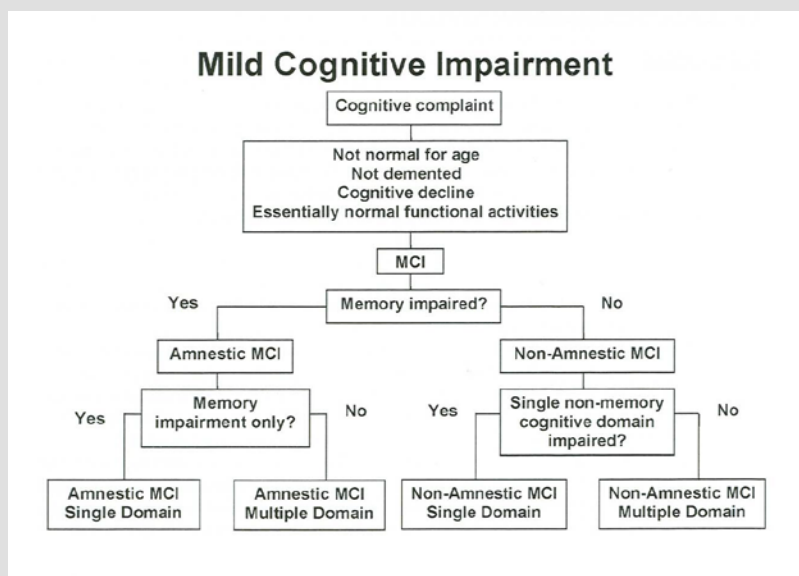 Mild Cognitive Impairment
Cognitive complaint
Not normal for age
Not demented
Cognitive decline
Essentially normal functional activities
MCI
Yes
Memory impaired?
No
Amnestic MCI
Non-Amnestic MCI
Yes
Memory
impairment only?
No
Yes
Single non-memory
cognitive domain
impaired?
No
Amnestic MCI
Single Domain
Amnestic MCI
Multiple Domain
Non-Amnestic MCI
Single Domain
Non-Amnestic MCI
Multiple Domain